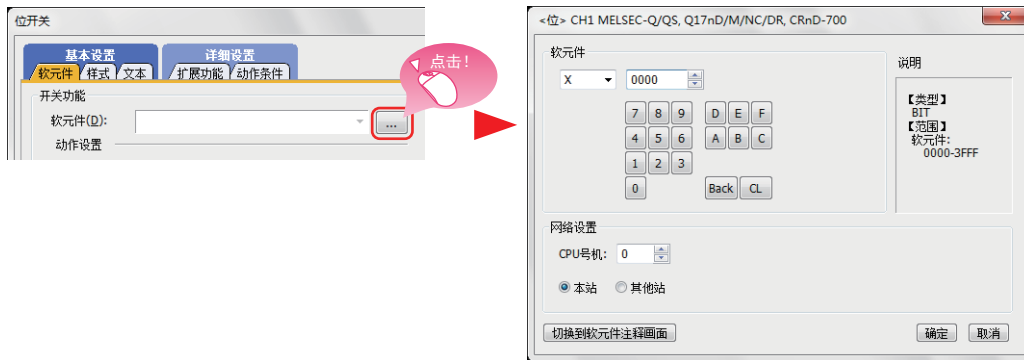 位开关
基本设置 详细设置
软元件 样式 文本 扩展功能 动作条件
开关功能
软元件(D): ...
动作设置
点击!
<位> CH1 MELSEC-Q/QS, Q17nD/M/NC/DR, CRnD-700
软元件
X 0000
7 8 9 D E F
4 5 6 A B C
1 2 3
0 Back CL
说明
【类型】
BIT
【范围】
软元件:
0000-3FFF
网络设置
CPU号机: 0
本站 其他站
切换到软元件注释画面 确定 取消